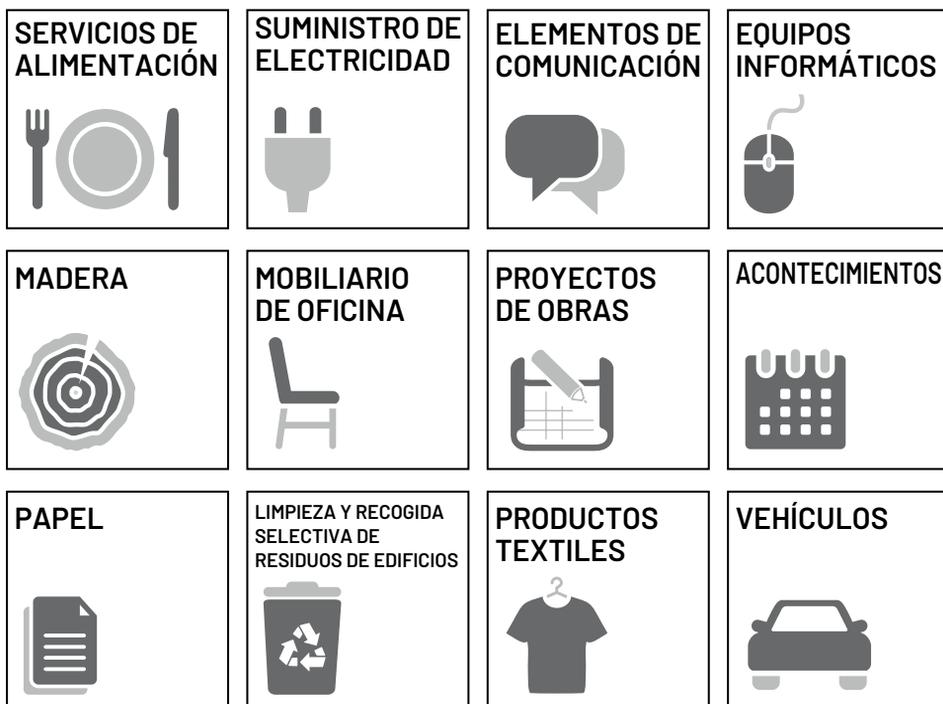 SERVICIOS DE
ALIMENTACIÓN
SUMINISTRO DE
ELECTRICIDAD
ELEMENTOS DE
COMUNICACIÓN
EQUIPOS
INFORMÁTICOS
MADERA
MOBILIARIO
DE OFICINA
PROYECTOS
DE OBRAS
ACONTECIMIENTOS
PAPEL
LIMPIEZA Y RECOGIDA
SELECTIVA DE
RESIDUOS DE EDIFICIOS
PRODUCTOS
TEXTILES
VEHÍCULOS